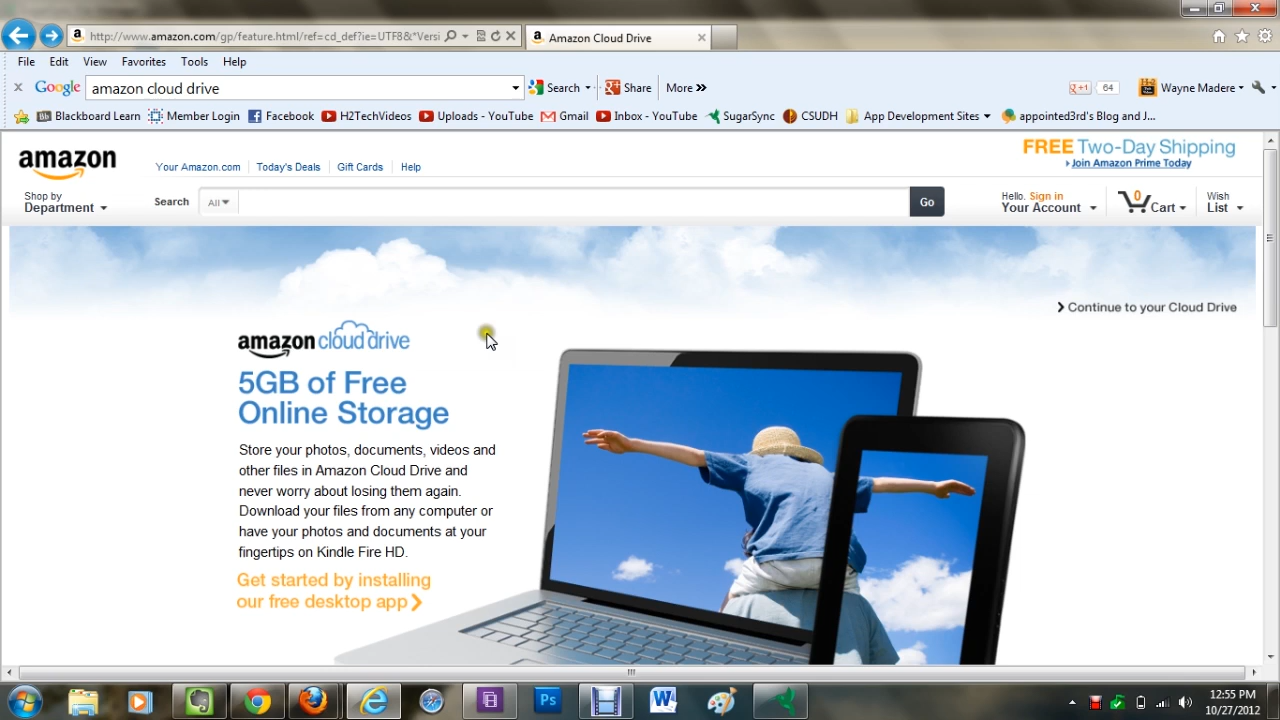 http://www.amazon.com/gp/feature.html/ref=cd_def?ie=UTF8&*Versi
a Amazon Cloud Drive
File Edit View Favorites Tools Help
Google amazon cloud drive Search Share More » +1 64 Wayne Madere
Bb Blackboard Learn Member Login Facebook H2TechVideos Uploads - YouTube Gmail Inbox - YouTube SugarSync CSUDH App Development Sites appointed3rd's Blog and J...
amazon
Your Amazon.com Today's Deals Gift Cards Help
FREE Two-Day Shipping
Join Amazon Prime Today
Shop by
Department
Search All Go
Hello. Sign in
Your Account
0
Cart
Wish
List
Continue to your Cloud Drive
amazon cloud drive
5GB of Free
Online Storage
Store your photos, documents, videos and
other files in Amazon Cloud Drive and
never worry about losing them again.
Download your files from any computer or
have your photos and documents at your
fingertips on Kindle Fire HD.
Get started by installing
our free desktop app
Ps W
12:55 PM
10/27/2012